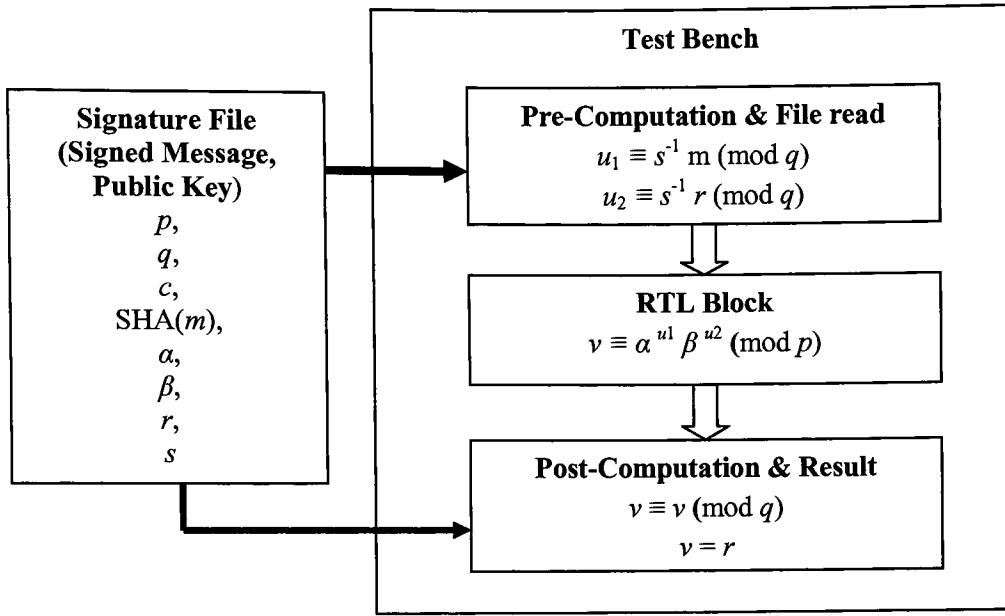 Signature File
(Signed Message,
Public Key)
p,
q,
c,
SHA(m),
α,
β,
r,
s
Test Bench
Pre-Computation & File read
u₁ ≡ s⁻¹ m (mod q)
u₂ ≡ s⁻¹ r (mod q)
RTL Block
v ≡ α ᵘ¹ β ᵘ² (mod p)
Post-Computation & Result
v ≡ v (mod q)
v = r